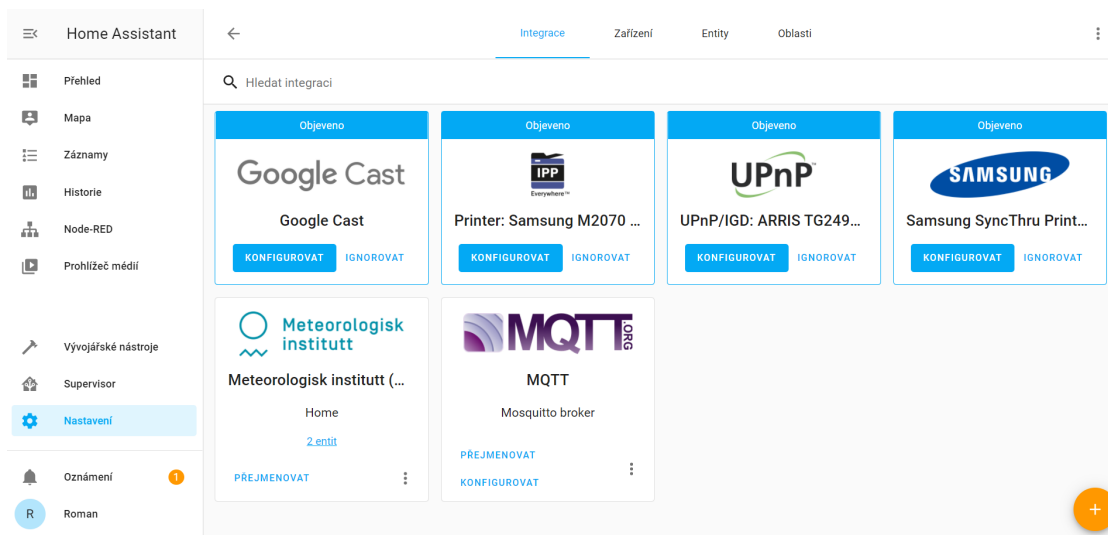 Home Assistant
Integrace
Zařízení
Entity
Oblasti
Přehled
Mapa
Záznamy
Historie
Node-RED
Prohlížeč médií
Vývojářské nástroje
Supervisor
Nastavení
Oznámení
1
R
Roman
Hledat integraci
Objeveno
Google Cast
Google Cast
KONFIGUROVAT
IGNOROVAT
Objeveno
IPP
Everywhere
Printer: Samsung M2070 ...
KONFIGUROVAT
IGNOROVAT
Objeveno
UPnP
UPnP/IGD: ARRIS TG249...
KONFIGUROVAT
IGNOROVAT
Objeveno
SAMSUNG
Samsung SyncThru Print...
KONFIGUROVAT
IGNOROVAT
Meteorologisk
institutt
Meteorologisk institutt (...
Home
2 entit
PŘEJMENOVAT
MQTT
.ORG
MQTT
Mosquitto broker
PŘEJMENOVAT
KONFIGUROVAT